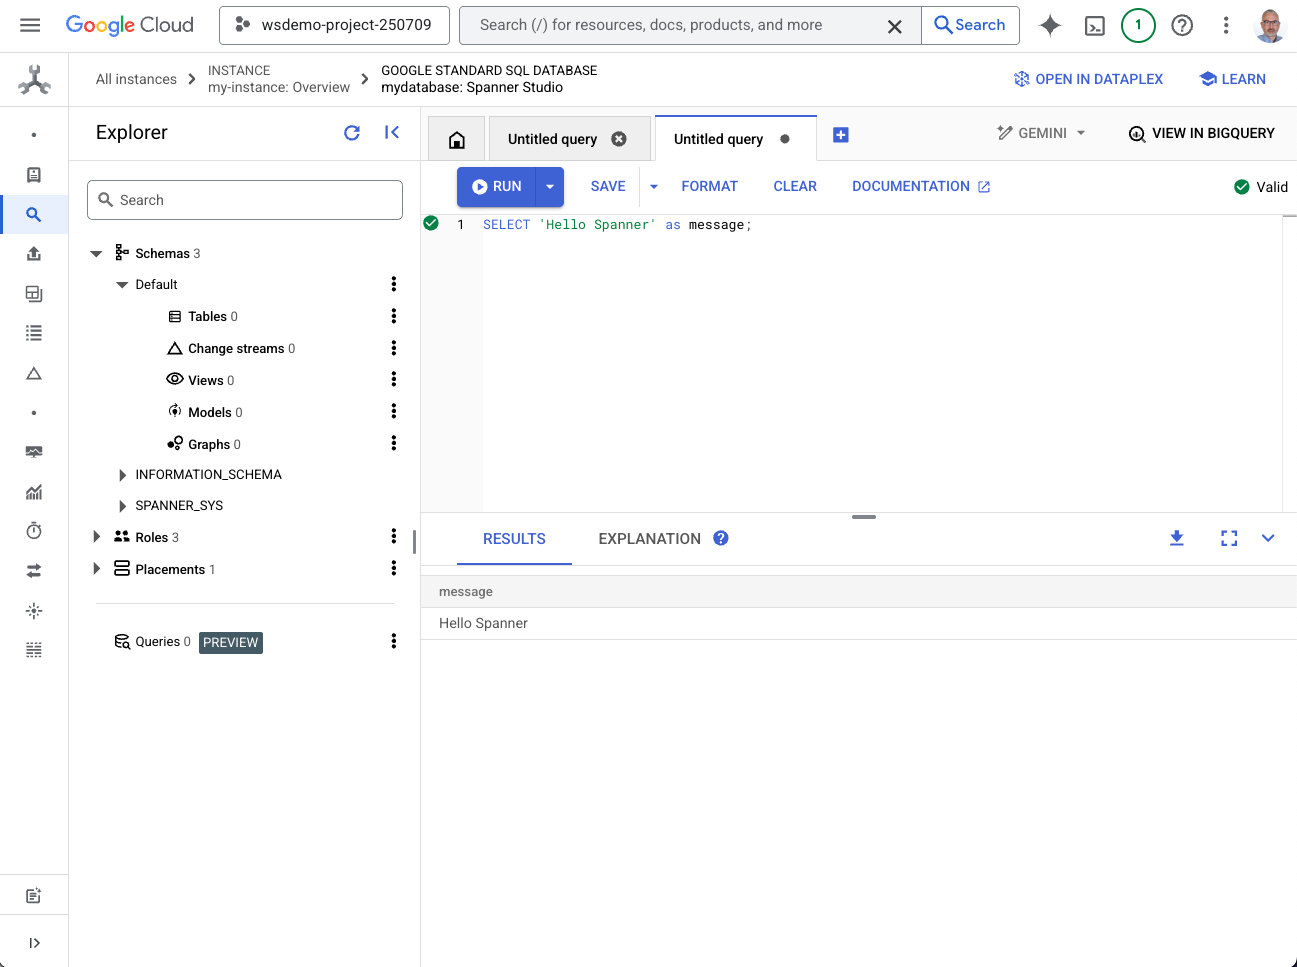 Google Cloud
wsdemo-project-250709
Search (/) for resources, docs, products, and more
Search
1
All instances
INSTANCE
my-instance: Overview
GOOGLE STANDARD SQL DATABASE
mydatabase: Spanner Studio
OPEN IN DATAPLEX
LEARN
Explorer
Untitled query
Untitled query
GEMINI
VIEW IN BIGQUERY
RUN
SAVE
FORMAT
CLEAR
DOCUMENTATION
Valid
Search
1 SELECT 'Hello Spanner' as message;
Schemas 3
Default
Tables 0
Change streams 0
Views 0
Models 0
Graphs 0
INFORMATION_SCHEMA
SPANNER_SYS
Roles 3
Placements 1
Queries 0 PREVIEW
RESULTS
EXPLANATION
message
Hello Spanner